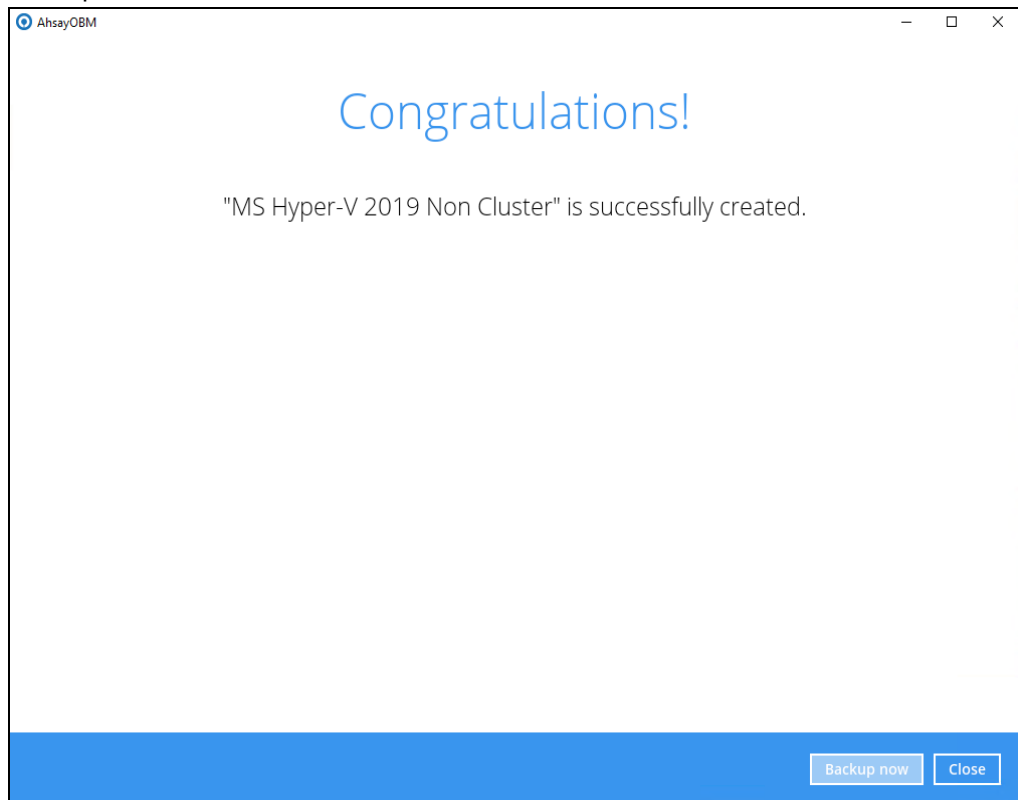 AhsayOBM
Congratulations!
"MS Hyper-V 2019 Non Cluster" is successfully created.
Backup now Close